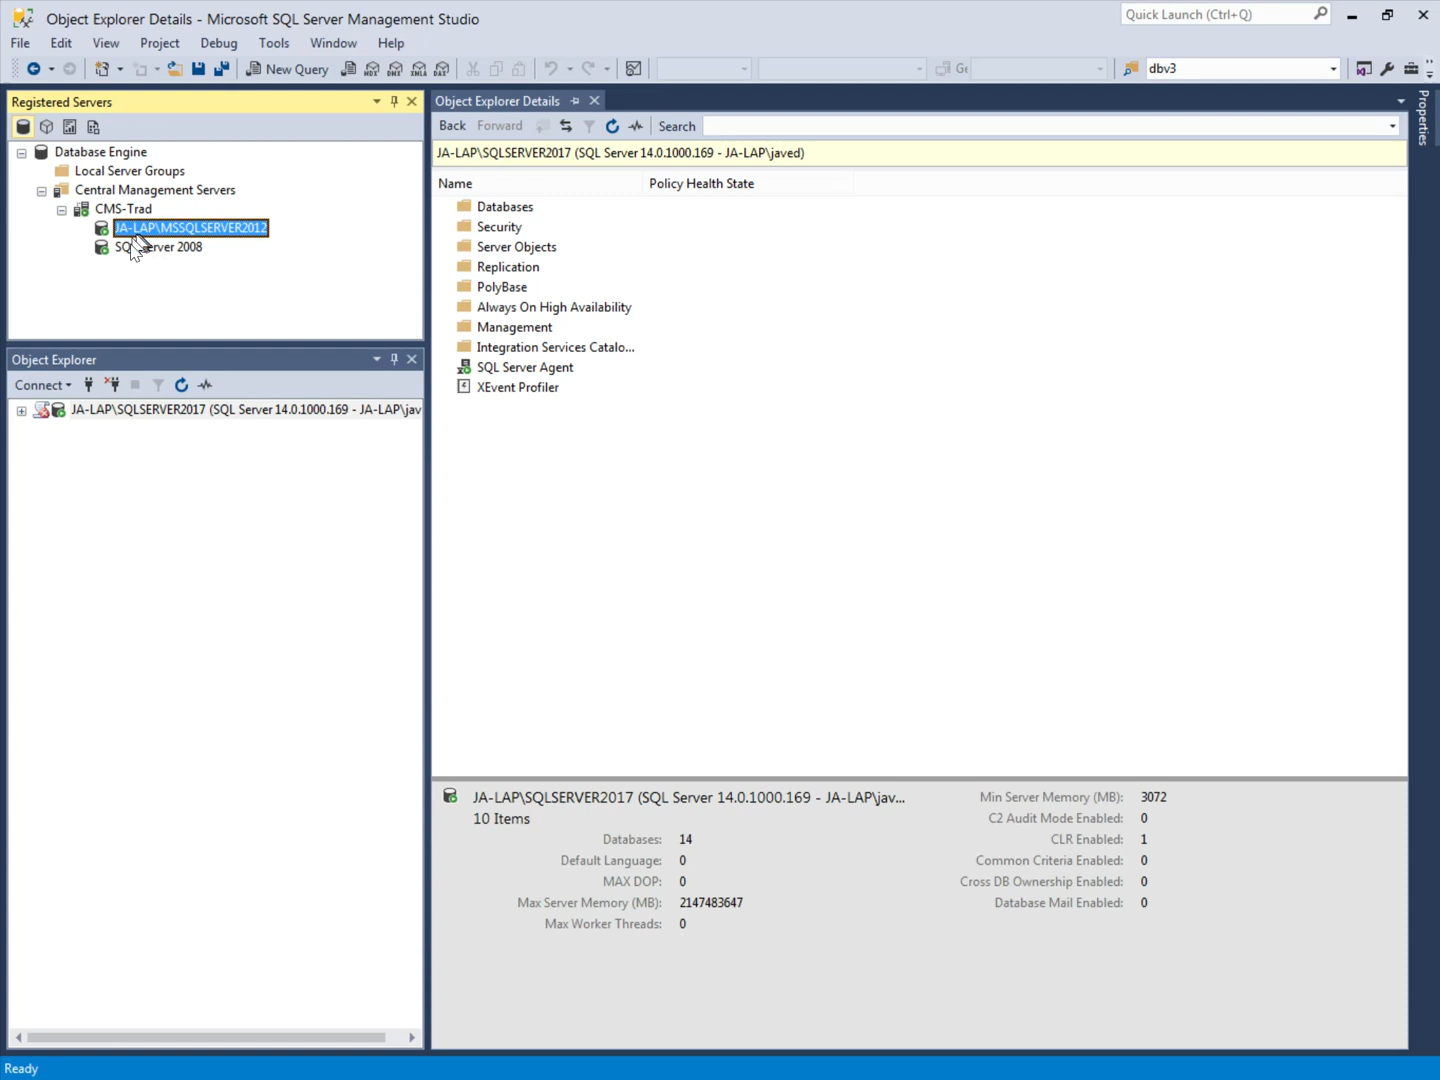 Object Explorer Details - Microsoft SQL Server Management Studio
Quick Launch (Ctrl+Q)
File Edit View Project Debug Tools Window Help
New Query
MDX DMX XMLA DAX
dbv3
Registered Servers
Database Engine
Local Server Groups
Central Management Servers
CMS-Trad
JA-LAP\MSSQLSERVER2012
erver 2008
Object Explorer
Connect
JA-LAP\SQLSERVER2017 (SQL Server 14.0.1000.169 - JA-LAP\jav
Object Explorer Details
Back Forward Search
JA-LAP\SQLSERVER2017 (SQL Server 14.0.1000.169 - JA-LAP\javed)
Name Policy Health State
Databases
Security
Server Objects
Replication
PolyBase
Always On High Availability
Management
Integration Services Catalo...
SQL Server Agent
XEvent Profiler
JA-LAP\SQLSERVER2017 (SQL Server 14.0.1000.169 - JA-LAP\jav...
10 Items
Databases: 14
Default Language: 0
MAX DOP: 0
Max Server Memory (MB): 2147483647
Max Worker Threads: 0
Min Server Memory (MB): 3072
C2 Audit Mode Enabled: 0
CLR Enabled: 1
Common Criteria Enabled: 0
Cross DB Ownership Enabled: 0
Database Mail Enabled: 0
Properties
Ready